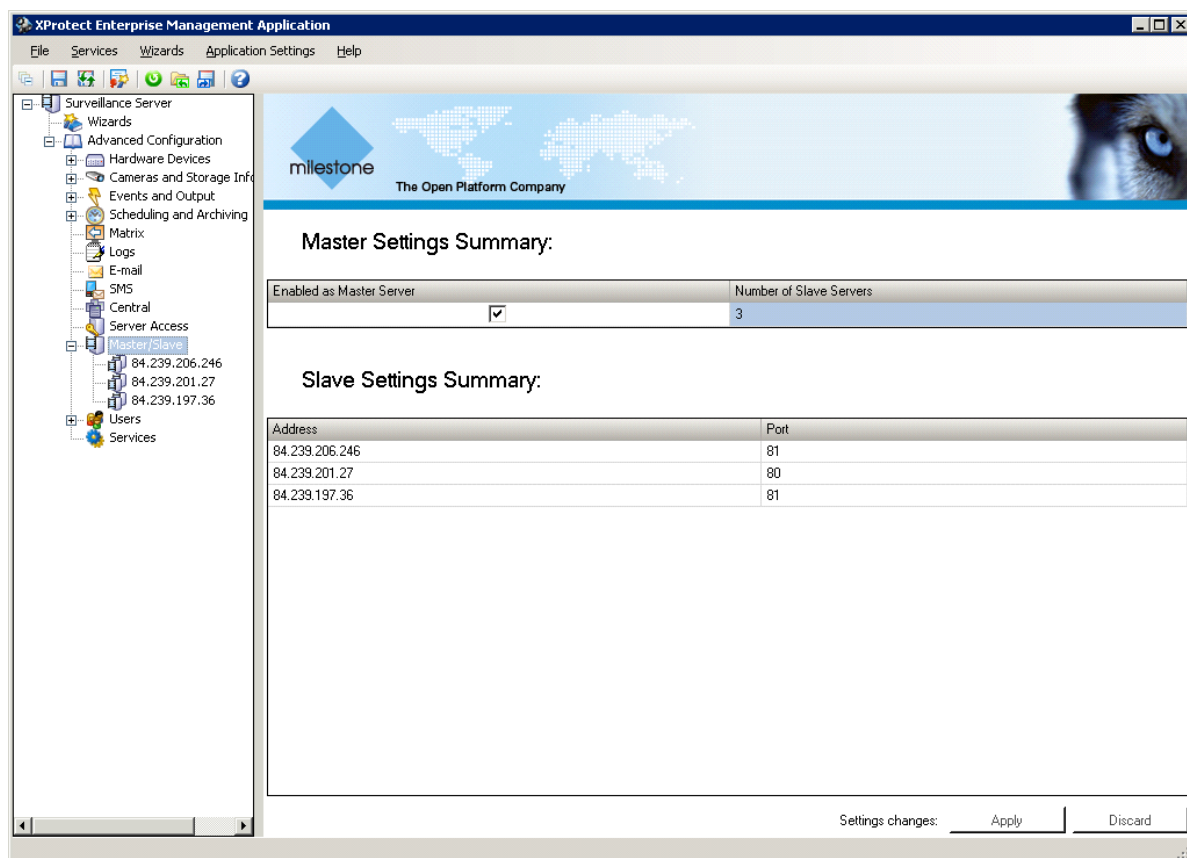 XProtect Enterprise Management Application
File Services Wizards Application Settings Help
Surveillance Server
Wizards
Advanced Configuration
Hardware Devices
Cameras and Storage Info
Events and Output
Scheduling and Archiving
Matrix
Logs
E-mail
SMS
Central
Server Access
Master/Slave
84.239.206.246
84.239.201.27
84.239.197.36
Users
Services
milestone
The Open Platform Company
Master Settings Summary:
Enabled as Master Server Number of Slave Servers
3
Slave Settings Summary:
Address Port
84.239.206.246 81
84.239.201.27 80
84.239.197.36 81
Settings changes: Apply Discard